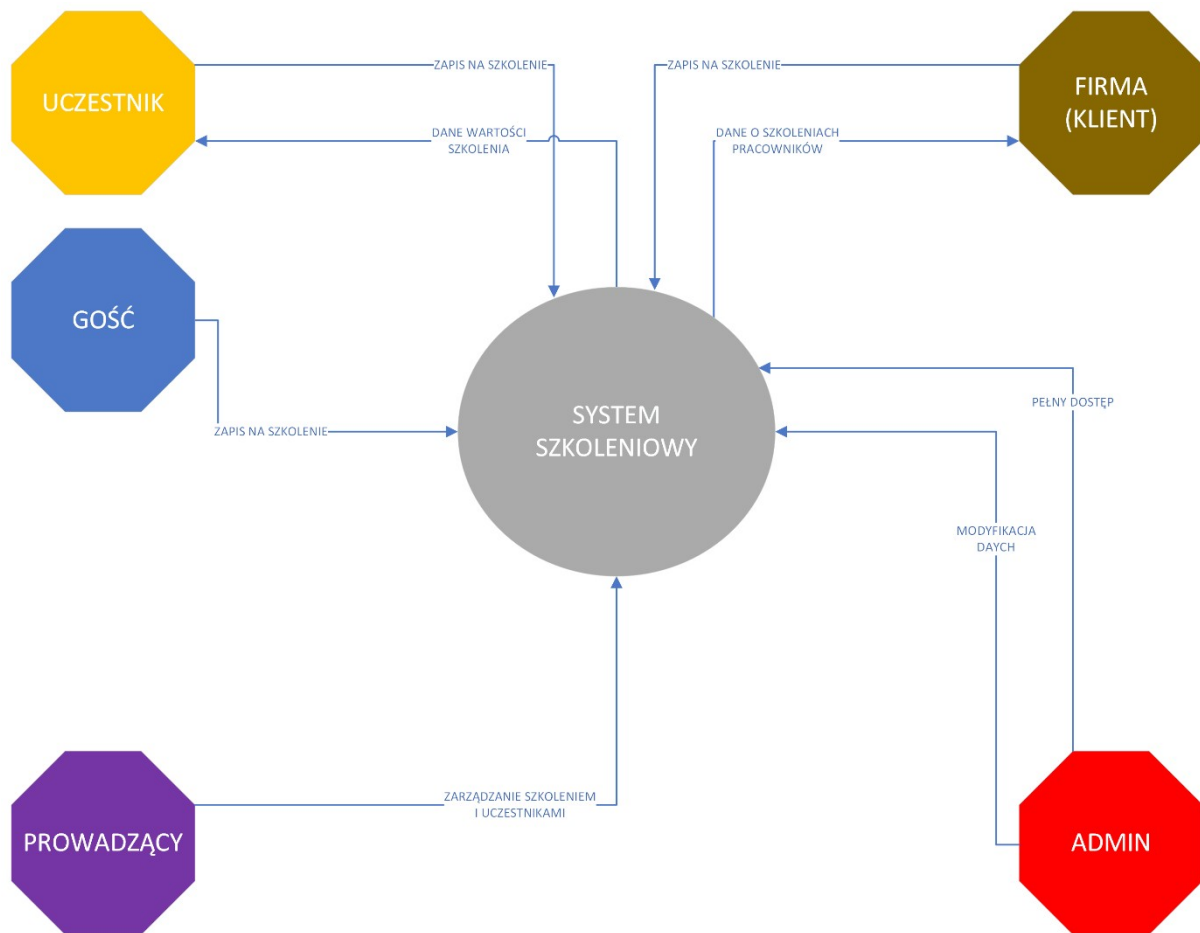 UCZESTNIK
ZAPIS NA SZKOLENIE
DANE WARTOŚCI
SZKOLENIA
ZAPIS NA SZKOLENIE
DANE O SZKOLENIACH
PRACOWNIKÓW
FIRMA
(KLIENT)
GOŚĆ
ZAPIS NA SZKOLENIE
SYSTEM
SZKOLENIOWY
PEŁNY DOSTĘP
MODYFIKACJA
DAYCH
PROWADZĄCY
ZARZĄDZANIE SZKOLENIEM
I UCZESTNIKAMI
ADMIN